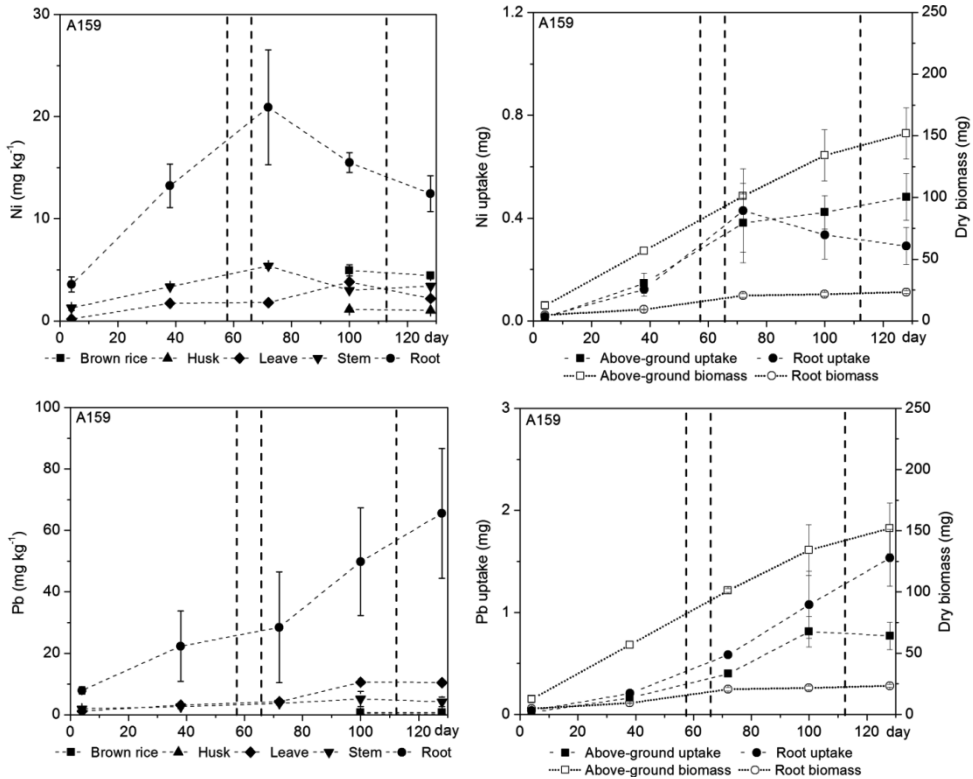 A159
30
20
10
0
Ni (mg kg⁻¹)
0 20 40 60 80 100 120 day
Brown rice Husk Leave Stem Root
A159
1.2
0.8
0.4
0.0
Ni uptake (mg)
250
200
150
100
50
0
Dry biomass (mg)
0 20 40 60 80 100 120 day
Above-ground uptake Root uptake
Above-ground biomass Root biomass
A159
100
80
60
40
20
0
Pb (mg kg⁻¹)
0 20 40 60 80 100 120 day
Brown rice Husk Leave Stem Root
A159
3
2
1
0
Pb uptake (mg)
250
200
150
100
50
0
Dry biomass (mg)
0 20 40 60 80 100 120 day
Above-ground uptake Root uptake
Above-ground biomass Root biomass